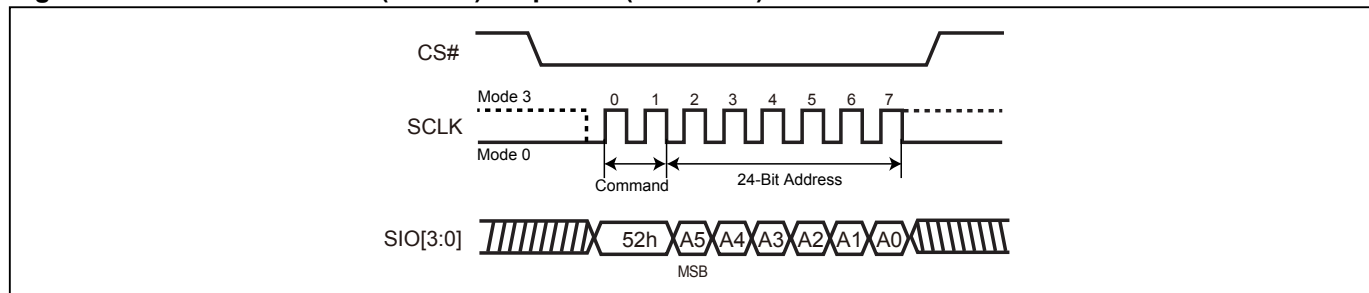 CS#
Mode 3
0 1 2 3 4 5 6 7
SCLK
Mode 0
Command
24-Bit Address
SIO[3:0]
52h A5 A4 A3 A2 A1 A0
MSB